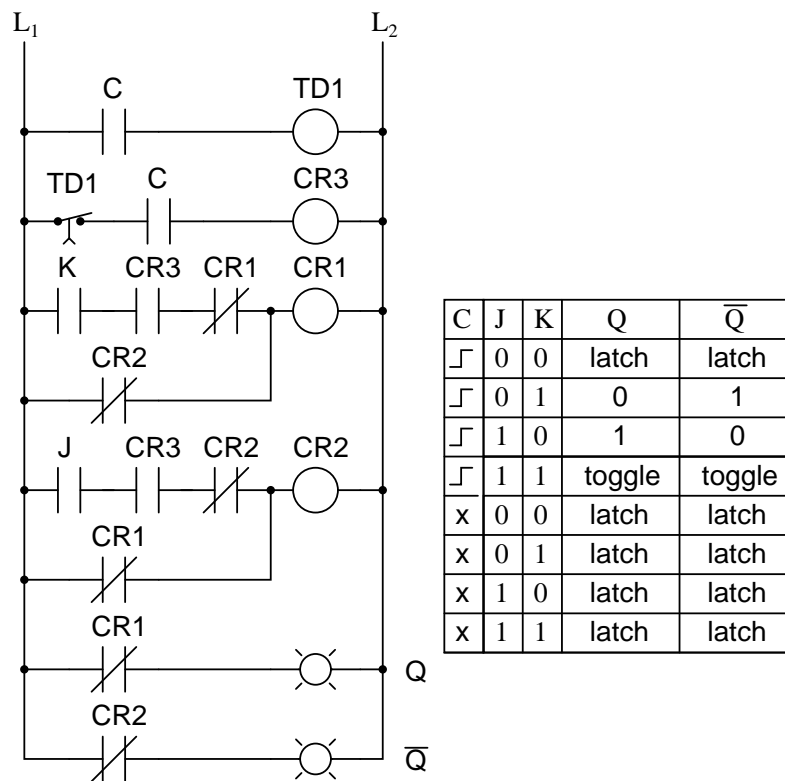 L1 L2
C TD1
TD1 C CR3
K CR3 CR1 CR1
CR2
J CR3 CR2 CR2
CR1
CR1
Q
CR2
Q̅
C J K Q Q̅
0 0 latch latch
0 1 0 1
1 0 1 0
1 1 toggle toggle
x 0 0 latch latch
x 0 1 latch latch
x 1 0 latch latch
x 1 1 latch latch